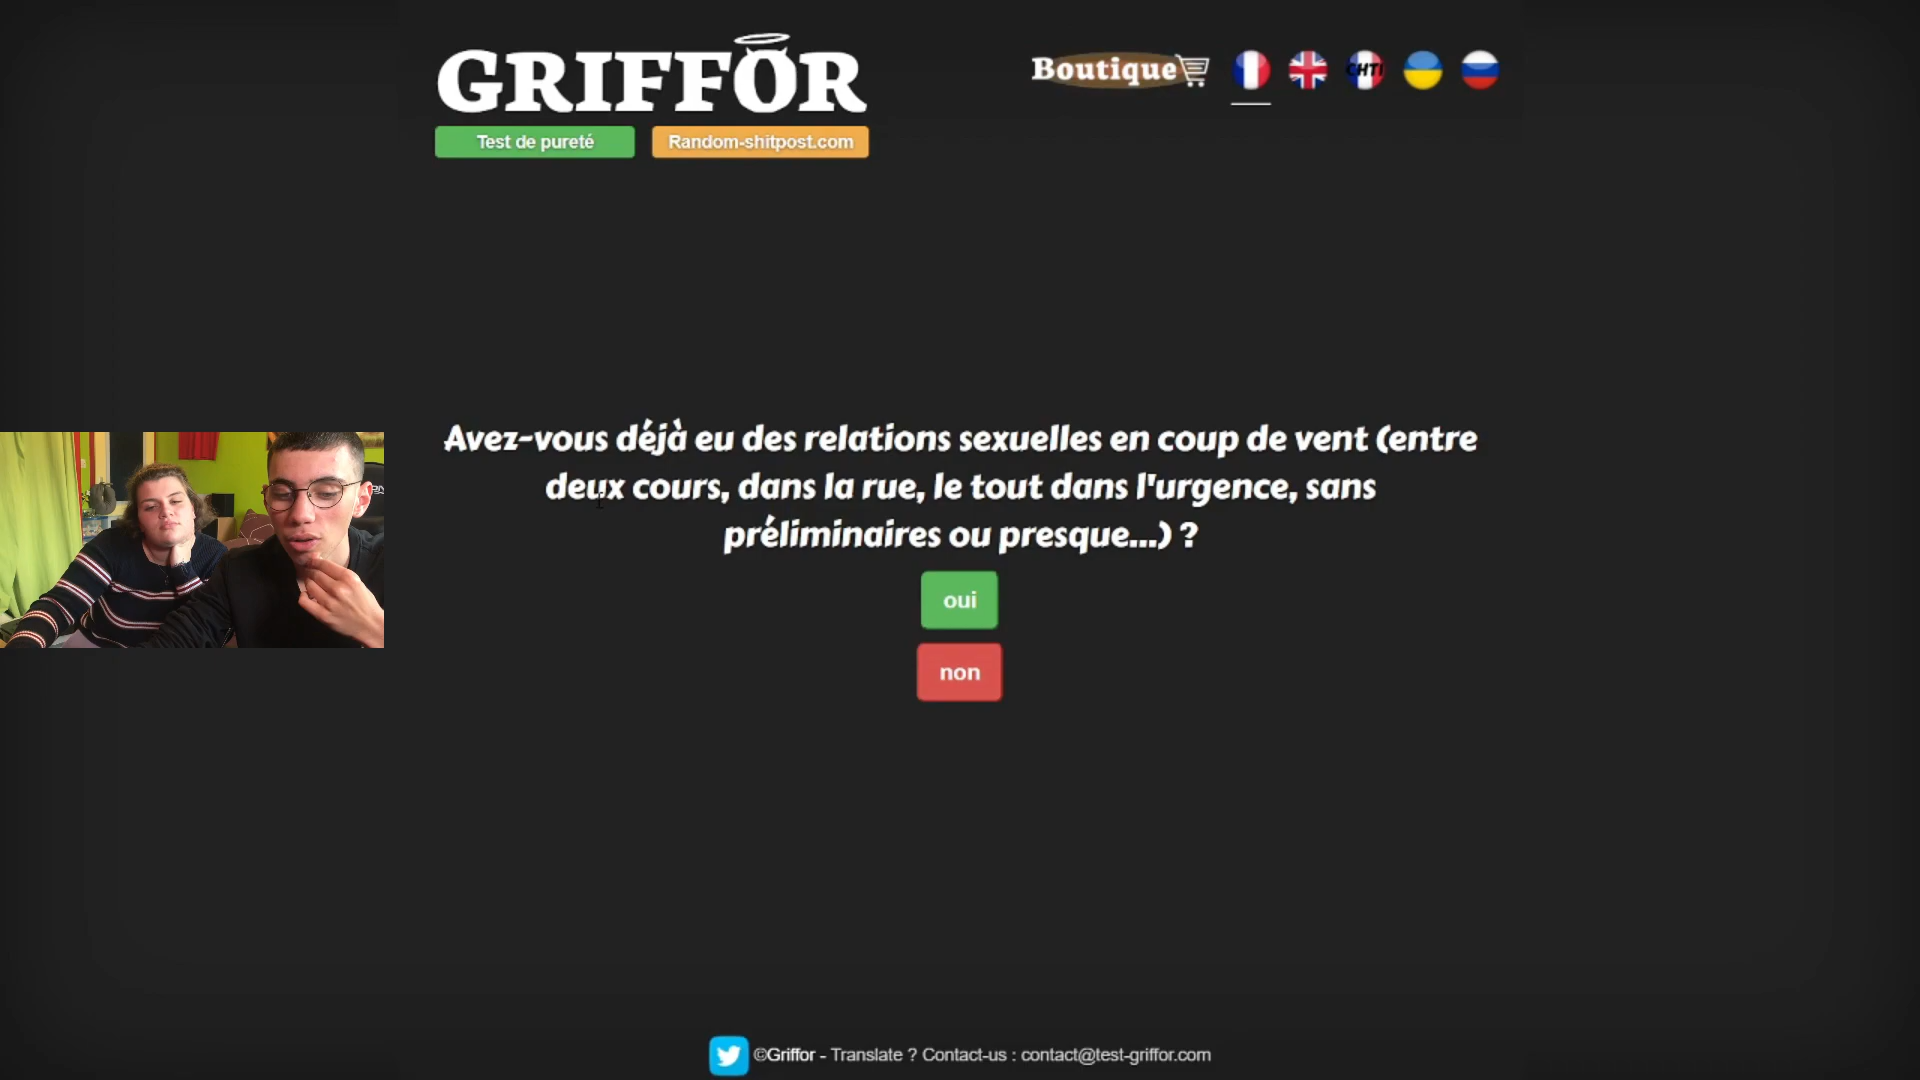 GRIFFOR
Boutique
CHTI
Test de pureté
Random-shitpost.com
Avez-vous déjà eu des relations sexuelles en coup de vent (entre
deux cours, dans la rue, le tout dans l'urgence, sans
préliminaires ou presque...) ?
oui
non
©Griffor - Translate ? Contact-us : contact@test-griffor.com